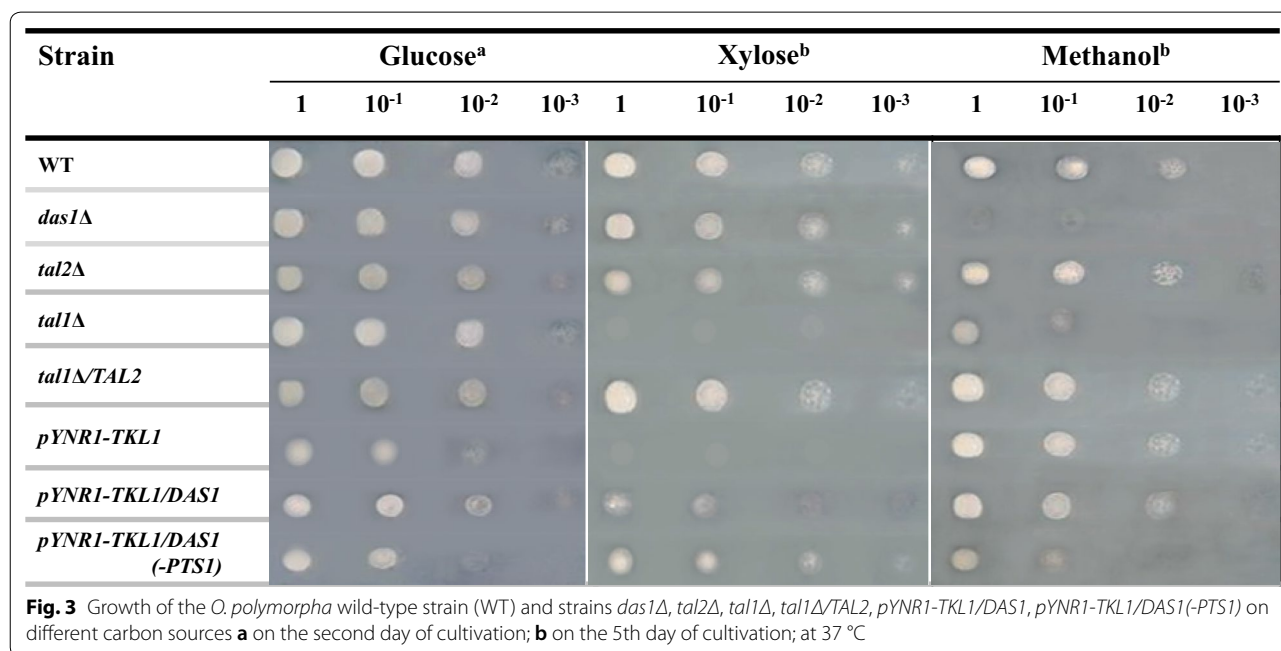 Strain Glucoseᵃ Xyloseᵇ Methanolᵇ
1 10⁻¹ 10⁻² 10⁻³ 1 10⁻¹ 10⁻² 10⁻³ 1 10⁻¹ 10⁻² 10⁻³
WT
das1Δ
tal2Δ
tal1Δ
tal1Δ/TAL2
pYNR1-TKL1
pYNR1-TKL1/DAS1
pYNR1-TKL1/DAS1
(-PTS1)
Fig. 3 Growth of the O. polymorpha wild-type strain (WT) and strains das1Δ, tal2Δ, tal1Δ, tal1Δ/TAL2, pYNR1-TKL1/DAS1, pYNR1-TKL1/DAS1(-PTS1) on
different carbon sources a on the second day of cultivation; b on the 5th day of cultivation; at 37 °C